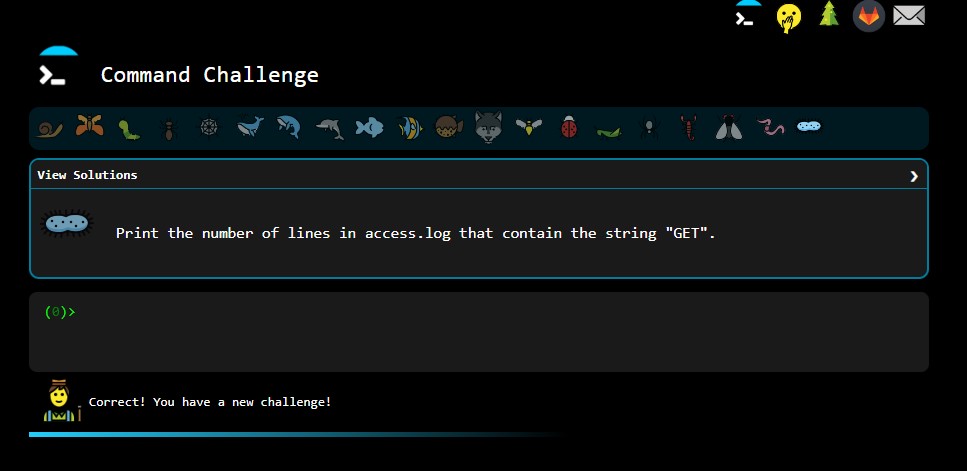 Command Challenge
View Solutions
Print the number of lines in access.log that contain the string "GET".
(0)>
Correct! You have a new challenge!